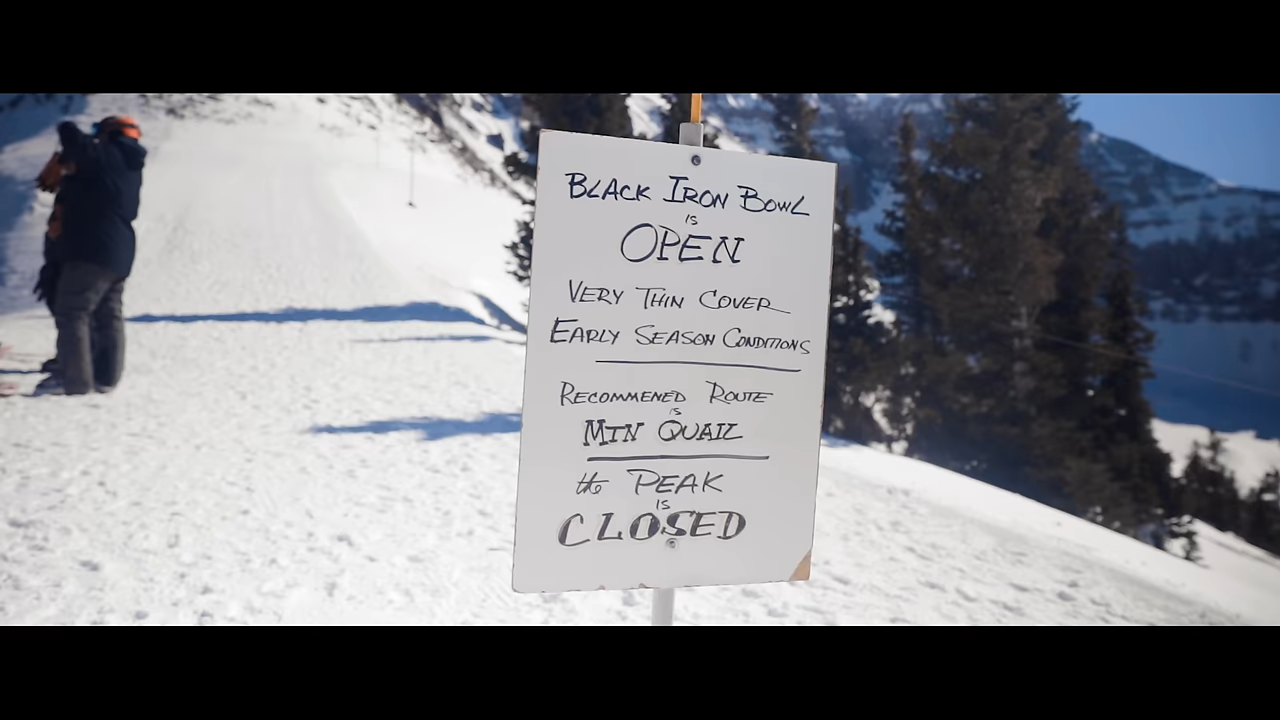 BLACK IRON BOWL
IS
OPEN
VERY THIN COVER
EARLY SEASON CONDITIONS
RECOMMENED ROUTE
IS
MTN QUAIL
the PEAK
IS
CLOSED